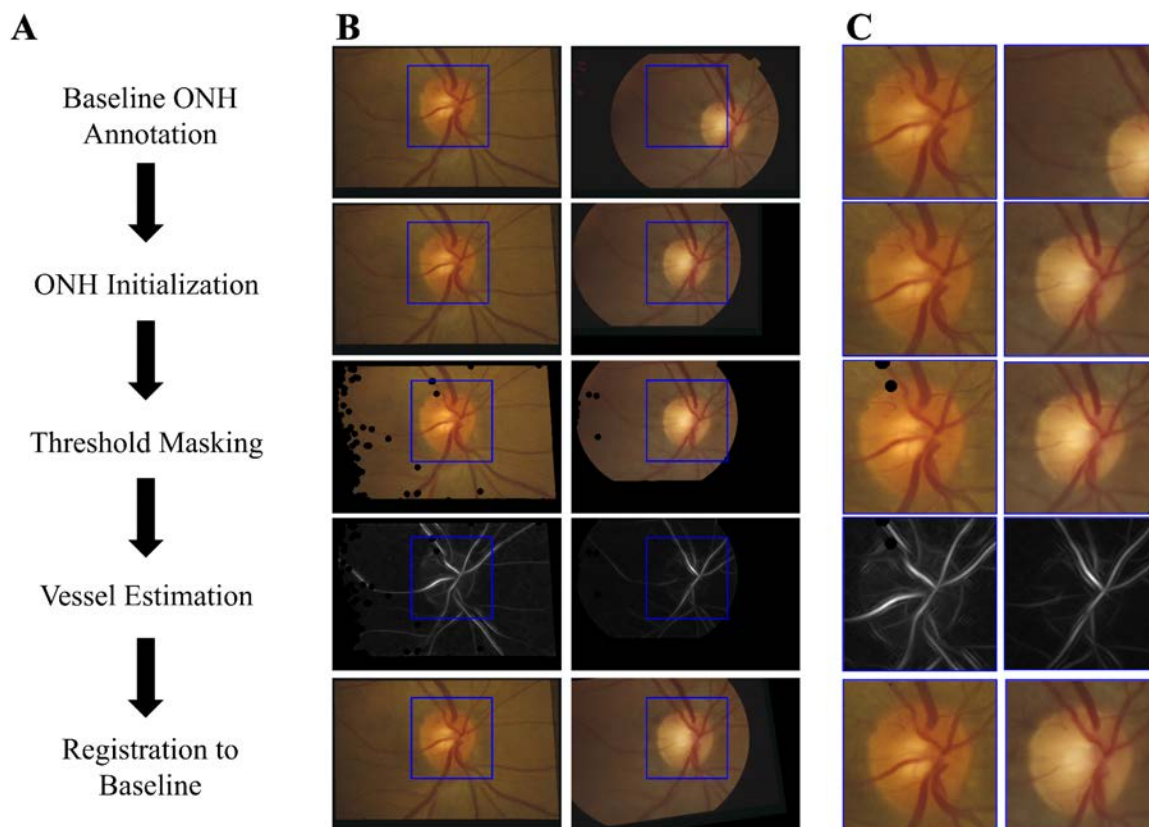 A
B
C
Baseline ONH
Annotation
ONH Initialization
Threshold Masking
Vessel Estimation
Registration to
Baseline